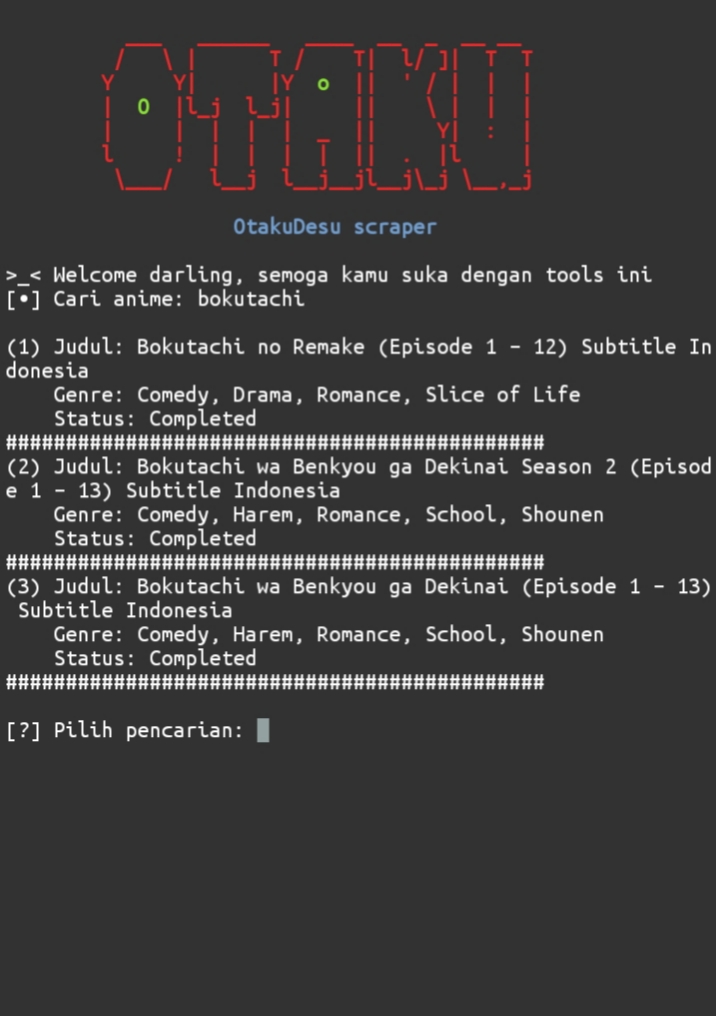 OTAKU
OtakuDesu scraper
>_< Welcome darling, semoga kamu suka dengan tools ini
[•] Cari anime: bokutachi
(1) Judul: Bokutachi no Remake (Episode 1 – 12) Subtitle In
donesia
Genre: Comedy, Drama, Romance, Slice of Life
Status: Completed
#############################################
(2) Judul: Bokutachi wa Benkyou ga Dekinai Season 2 (Episod
e 1 – 13) Subtitle Indonesia
Genre: Comedy, Harem, Romance, School, Shounen
Status: Completed
#############################################
(3) Judul: Bokutachi wa Benkyou ga Dekinai (Episode 1 – 13)
Subtitle Indonesia
Genre: Comedy, Harem, Romance, School, Shounen
Status: Completed
#############################################
[?] Pilih pencarian: